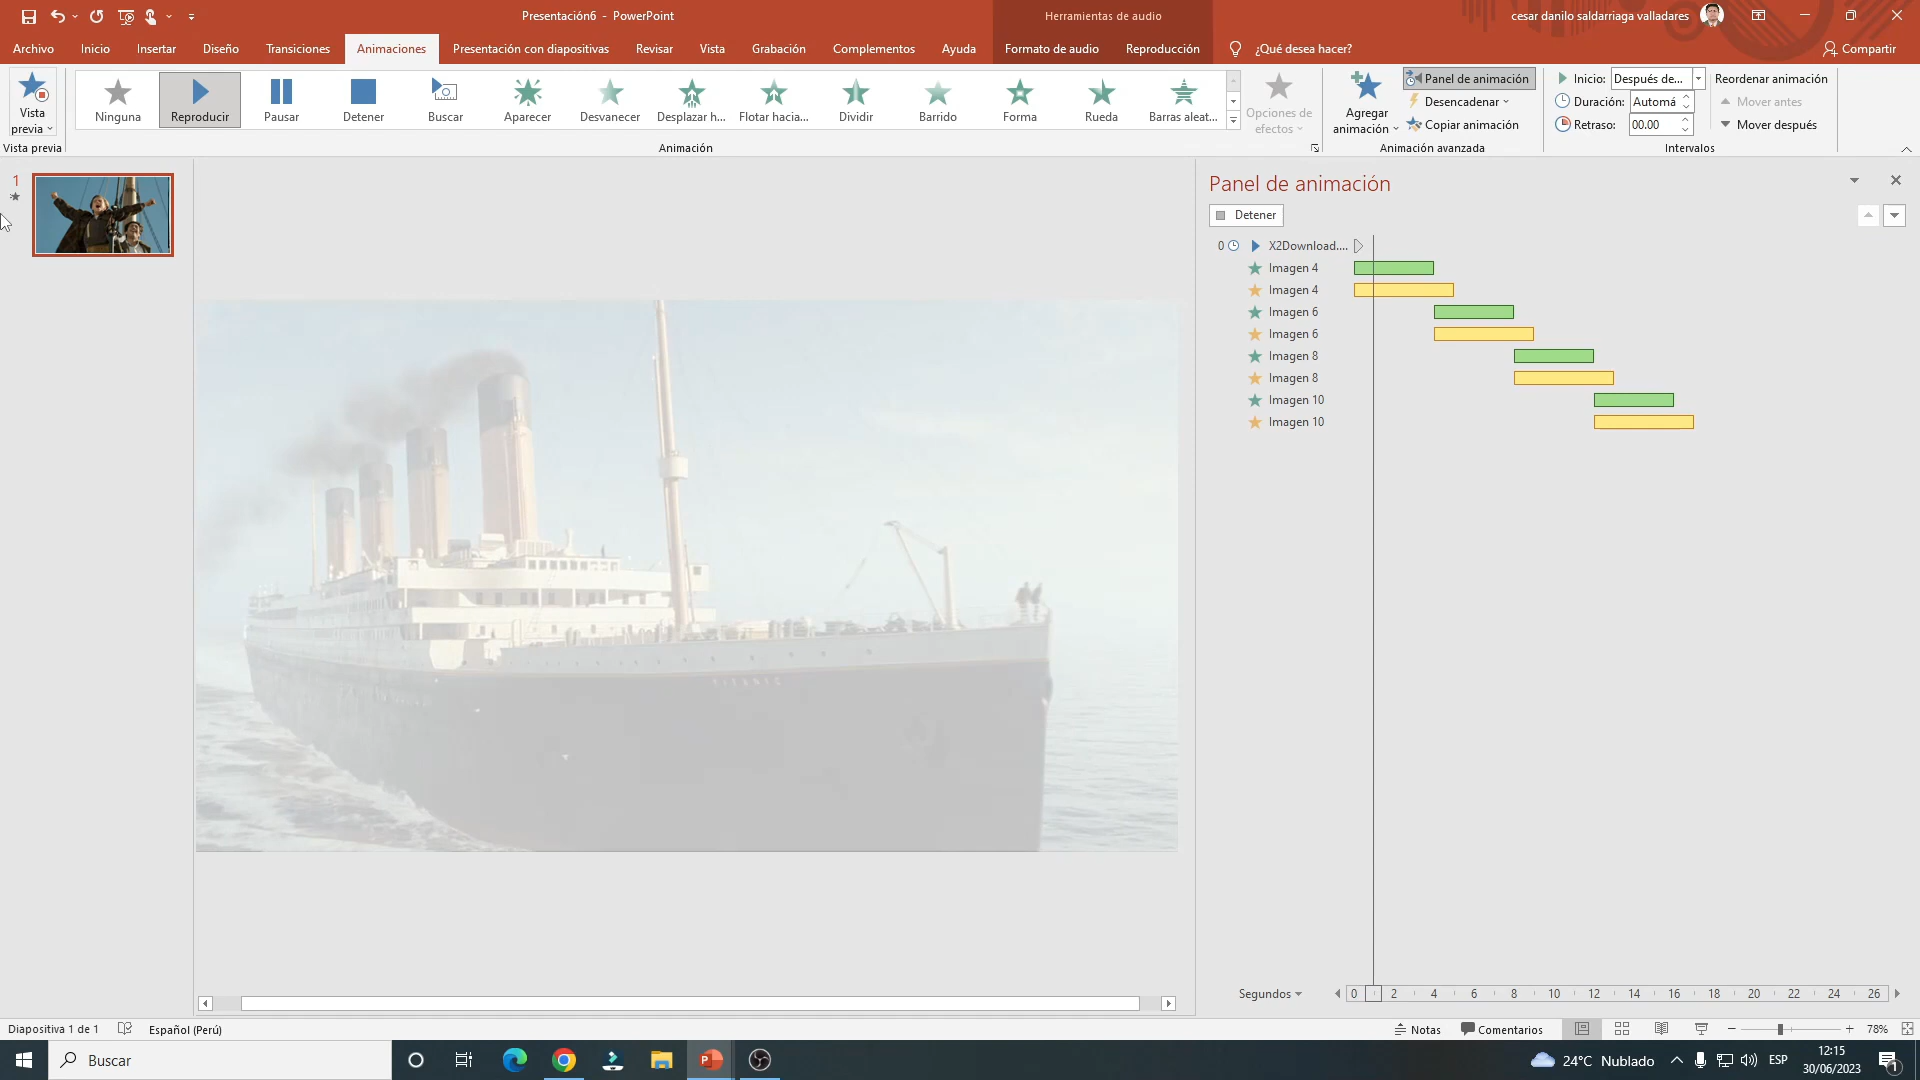 Presentación6 - PowerPoint
Herramientas de audio
cesar danilo saldarriaga valladares
Archivo
Inicio
Insertar
Diseño
Transiciones
Animaciones
Presentación con diapositivas
Revisar
Vista
Grabación
Complementos
Ayuda
Formato de audio
Reproducción
¿Qué desea hacer?
Compartir
Vista
previa
Vista previa
Ninguna
Reproducir
Pausar
Detener
Buscar
Aparecer
Desvanecer
Desplazar h...
Flotar hacia...
Dividir
Barrido
Forma
Rueda
Barras aleat...
Animación
Opciones de
efectos
Agregar
animación
Panel de animación
Desencadenar
Copiar animación
Animación avanzada
Inicio: Después de...
Duración: Automá
Retraso: 00.00
Reordenar animación
Mover antes
Mover después
Intervalos
1
TITANIC
Panel de animación
Detener
0 X2Download....
Imagen 4
Imagen 4
Imagen 6
Imagen 6
Imagen 8
Imagen 8
Imagen 10
Imagen 10
Segundos 0 2 4 6 8 10 12 14 16 18 20 22 24 26
Diapositiva 1 de 1
Español (Perú)
Notas
Comentarios
78%
Buscar
24°C Nublado
ESP
12:15
30/06/2023
1